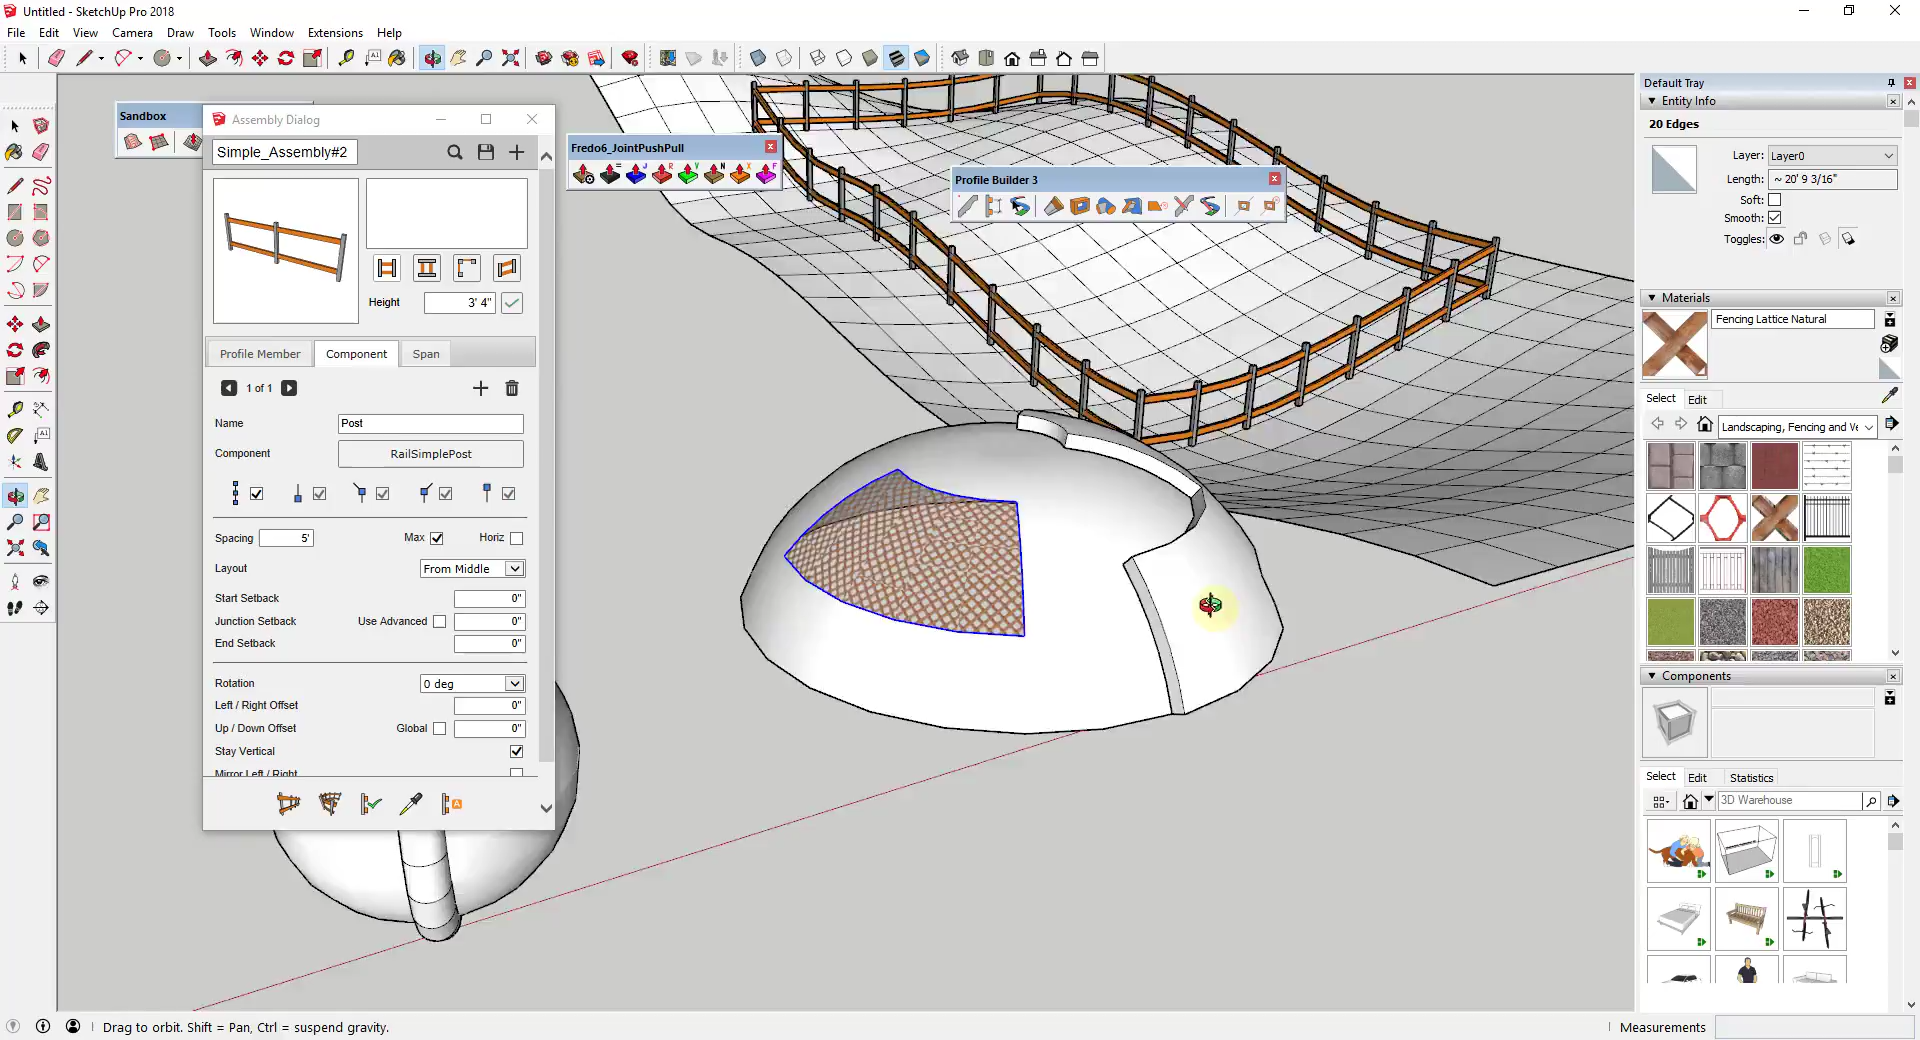 Untitled - SketchUp Pro 2018
File Edit View Camera Draw Tools Window Extensions Help
Sandbox
Assembly Dialog
Simple_Assembly#2
Height 3' 4"
Profile Member Component Span
1 of 1
Name Post
Component RailSimplePost
Spacing 5' Max Horiz
Layout From Middle
Start Setback 0"
Junction Setback Use Advanced 0"
End Setback 0"
Rotation 0 deg
Left / Right Offset 0"
Up / Down Offset Global 0"
Stay Vertical
Mirror Left / Right
Fredo6_JointPushPull
Profile Builder 3
Default Tray
Entity Info
20 Edges
Layer: Layer0
Length: ~ 20' 9 3/16"
Soft:
Smooth:
Toggles:
Materials
Fencing Lattice Natural
Select Edit
Landscaping, Fencing and Ve
Components
Select Edit Statistics
3D Warehouse
Drag to orbit. Shift = Pan, Ctrl = suspend gravity.
Measurements